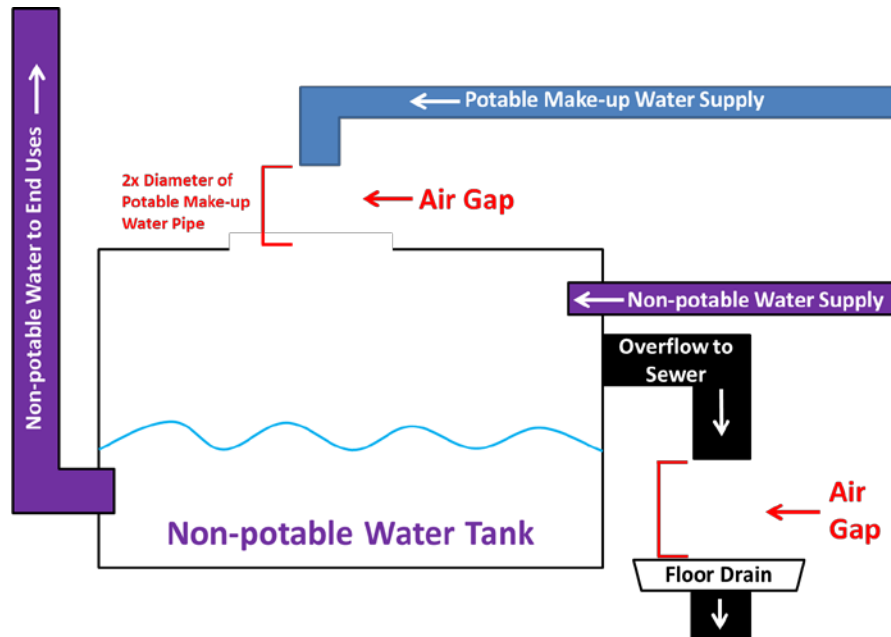 Non-potable Water to End Uses
Potable Make-up Water Supply
2x Diameter of
Potable Make-up
Water Pipe
Air Gap
Non-potable Water Supply
Overflow to
Sewer
Non-potable Water Tank
Air
Gap
Floor Drain